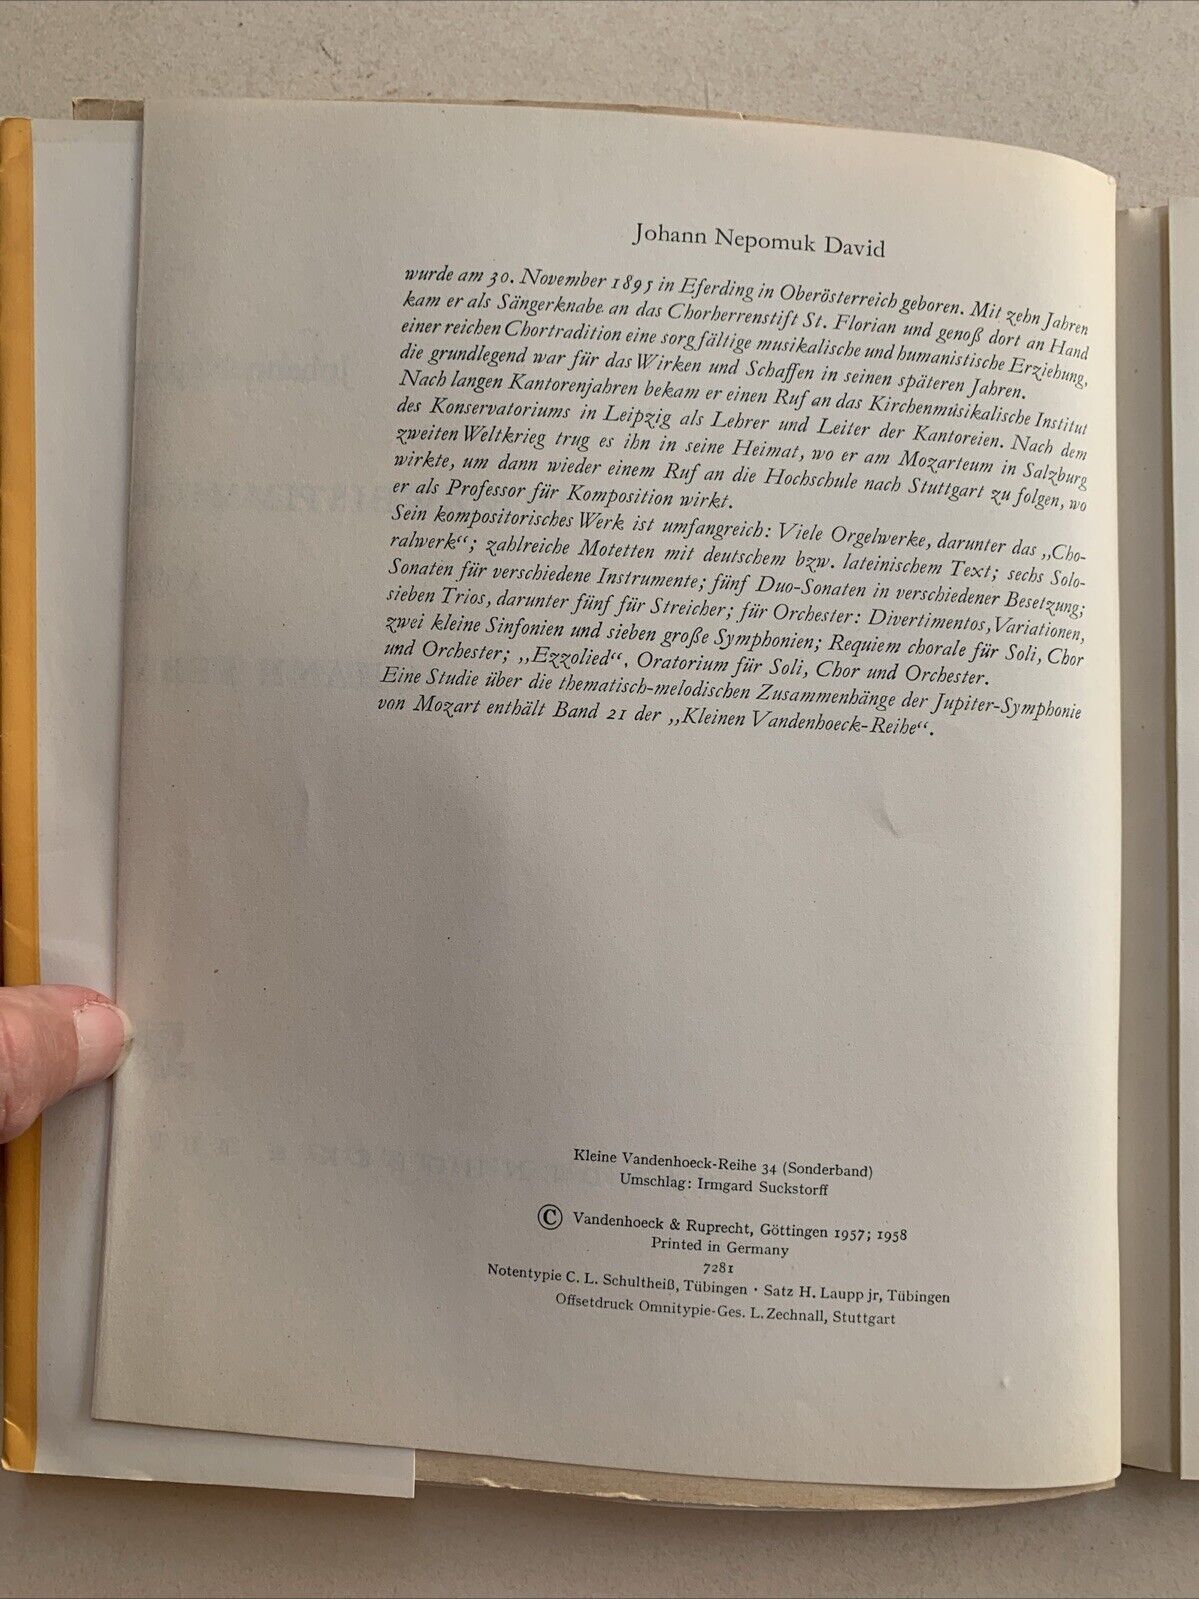 Johann Nepomuk David
wurde am 30. November 1895 in Eferding in Oberösterreich geboren. Mit zehn Jahren
kam er als Sängerknabe an das Chorherrenstift St. Florian und genoß dort an Hand
einer reichen Chortradition eine sorgfältige musikalische und humanistische Erziehung,
die grundlegend war für das Wirken und Schaffen in seinen späteren Jahren.
Nach langen Kantorenjahren bekam er einen Ruf an das Kirchenmusikalische Institut
des Konservatoriums in Leipzig als Lehrer und Leiter der Kantoreien. Nach dem
zweiten Weltkrieg trug es ihn in seine Heimat, wo er am Mozarteum in Salzburg
wirkte, um dann wieder einem Ruf an die Hochschule nach Stuttgart zu folgen, wo
er als Professor für Komposition wirkt.
Sein kompositorisches Werk ist umfangreich: Viele Orgelwerke, darunter das „Cho-
ralwerk“; zahlreiche Motetten mit deutschem bzw. lateinischem Text; sechs Solo-
Sonaten für verschiedene Instrumente; fünf Duo-Sonaten in verschiedener Besetzung;
sieben Trios, darunter fünf für Streicher; für Orchester: Divertimentos, Variationen,
zwei kleine Sinfonien und sieben große Symphonien; Requiem chorale für Soli, Chor
und Orchester; „Ezzolied“, Oratorium für Soli, Chor und Orchester.
Eine Studie über die thematisch-melodischen Zusammenhänge der Jupiter-Symphonie
von Mozart enthält Band 21 der „Kleinen Vandenhoeck-Reihe“.
Kleine Vandenhoeck-Reihe 34 (Sonderband)
Umschlag: Irmgard Suckstorff
© Vandenhoeck & Ruprecht, Göttingen 1957; 1958
Printed in Germany
7281
Notentypie C. L. Schultheiß, Tübingen · Satz H. Laupp jr, Tübingen
Offsetdruck Omnitypie-Ges. L. Zechnall, Stuttgart